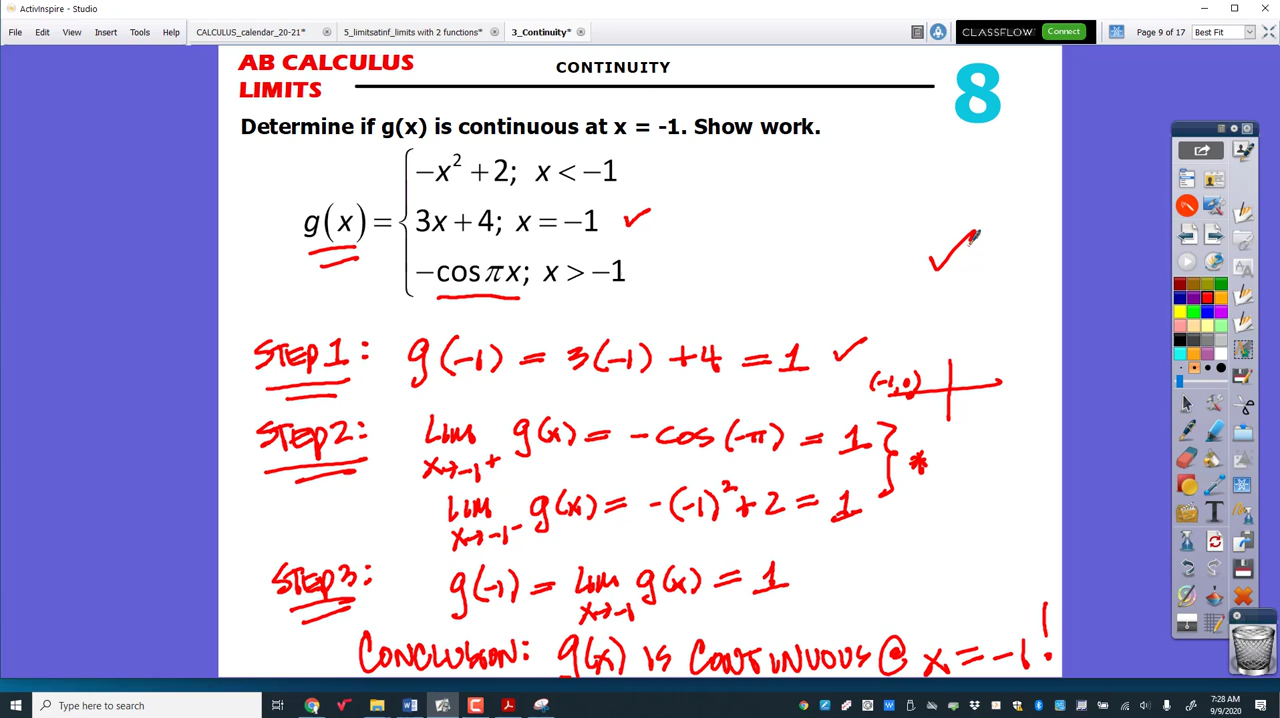 ActivInspire - Studio
File Edit View Insert Tools Help
CALCULUS_calendar_20-21*
5_limitsatinf_limits with 2 functions*
3_Continuity*
CLASSFLOW Connect
Page 9 of 17
Best Fit
AB CALCULUS
LIMITS
CONTINUITY
8
Determine if g(x) is continuous at x = -1. Show work.
−x² + 2; x < −1
g(x) = { 3x + 4; x = −1 ✓
−cos πx; x > −1
STEP 1: g(-1) = 3(-1) + 4 = 1 ✓
(-1,0)
STEP 2: Lim x→-1⁺ g(x) = -cos(-π) = 1 } *
Lim x→-1⁻ g(x) = -(-1)² + 2 = 1
STEP 3: g(-1) = Lim x→-1 g(x) = 1
CONCLUSION: g(x) IS CONTINUOUS @ x = -1!
Type here to search
7:28 AM
9/9/2020